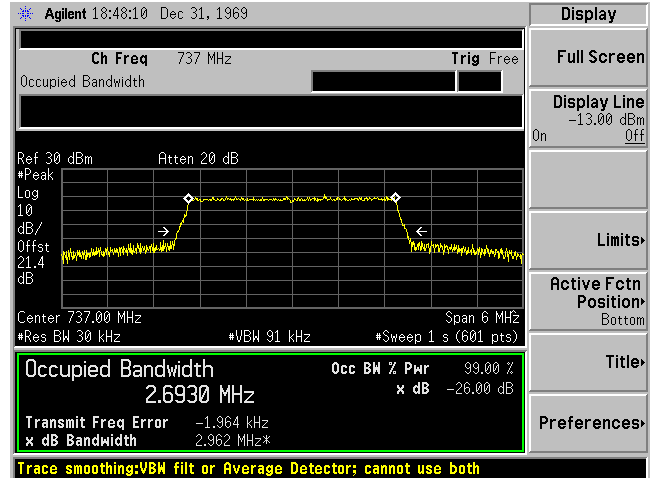 Agilent 18:48:10 Dec 31, 1969
Display
Ch Freq 737 MHz Trig Free
Occupied Bandwidth
Full Screen
Display Line
-13.00 dBm
On Off
Ref 30 dBm Atten 20 dB
#Peak
Log
10
dB/
Offst
21.4
dB
Limits
Active Fctn
Position
Bottom
Center 737.00 MHz Span 6 MHz
#Res BW 30 kHz #VBW 91 kHz #Sweep 1 s (601 pts)
Occupied Bandwidth Occ BW % Pwr 99.00 %
2.6930 MHz x dB -26.00 dB
Title
Transmit Freq Error -1.964 kHz
x dB Bandwidth 2.962 MHz*
Preferences
Trace smoothing:VBW filt or Average Detector; cannot use both